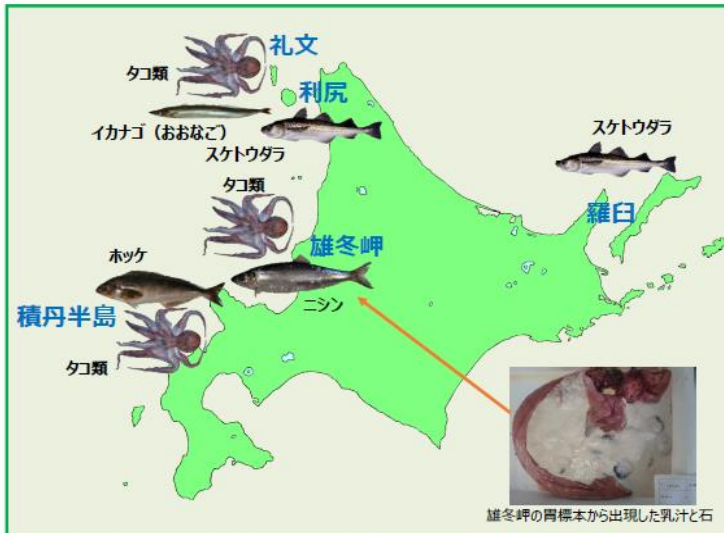 礼文
タコ類
利尻
イカナゴ（おおなご）
スケトウダラ
スケトウダラ
タコ類
羅臼
雄冬岬
ホッケ
ニシン
積丹半島
タコ類
雄冬岬の胃標本から出現した乳汁と石